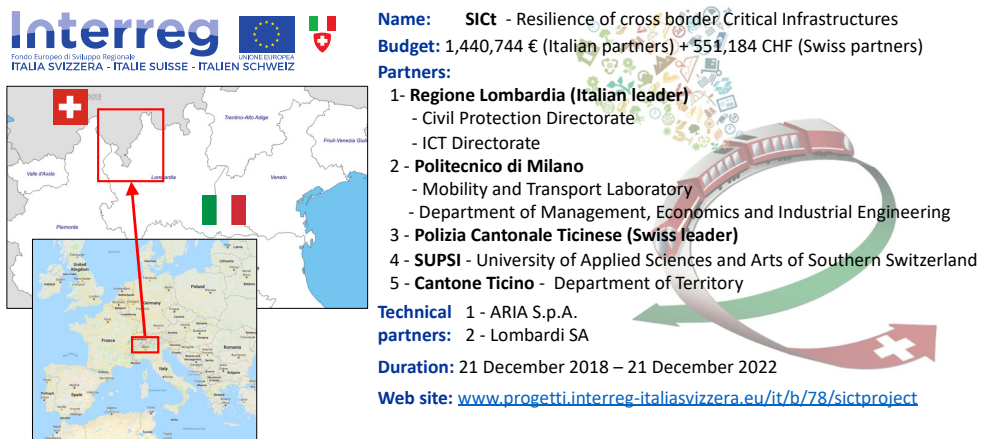 Interreg
Fondo Europeo di Sviluppo Regionale
UNIONE EUROPEA
ITALIA SVIZZERA - ITALIE SUISSE - ITALIEN SCHWEIZ
Trentino-Alto Adige
Friuli-Venezia Giu
Valle d'Aosta
Lombardia
Veneto
Piemonte
United
Kingdom
Poland
Germany
France
Romania
Italy
Spain
Name: SICt - Resilience of cross border Critical Infrastructures
Budget: 1,440,744 € (Italian partners) + 551,184 CHF (Swiss partners)
Partners:
1- Regione Lombardia (Italian leader)
- Civil Protection Directorate
- ICT Directorate
2 - Politecnico di Milano
- Mobility and Transport Laboratory
- Department of Management, Economics and Industrial Engineering
3 - Polizia Cantonale Ticinese (Swiss leader)
4 - SUPSI - University of Applied Sciences and Arts of Southern Switzerland
5 - Cantone Ticino - Department of Territory
Technical 1 - ARIA S.p.A.
partners: 2 - Lombardi SA
Duration: 21 December 2018 – 21 December 2022
Web site: www.progetti.interreg-italiasvizzera.eu/it/b/78/sictproject